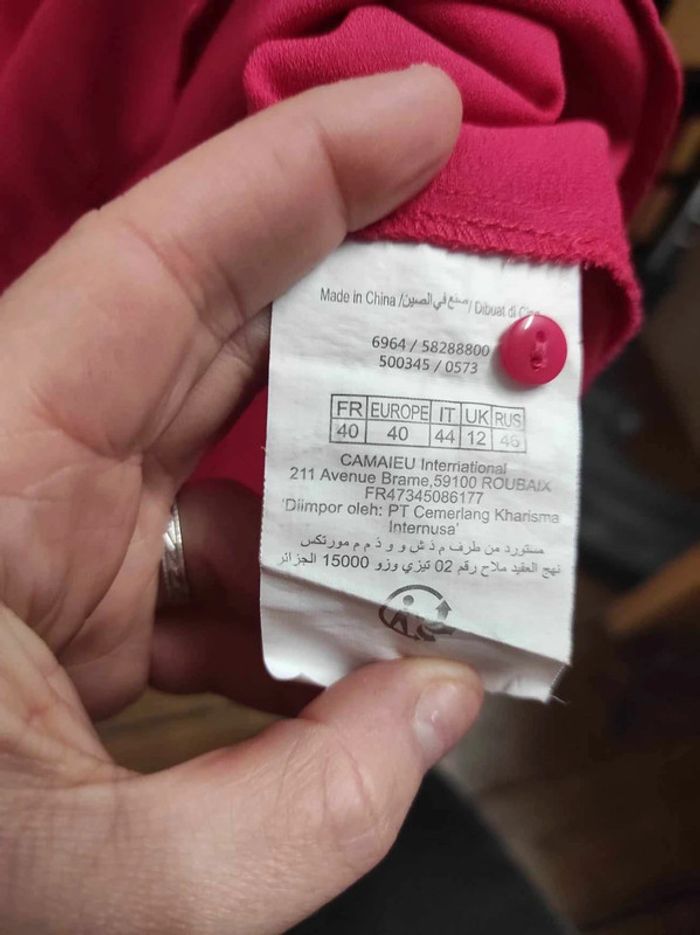 Made in China / صنع في الصين / Dibuat di
6964 / 58288800
500345 / 0573
FR EUROPE IT UK RUS
40 40 44 12 46
CAMAIEU International
211 Avenue Brame,59100 ROUBAIX
FR47345086177
'Diimpor oleh: PT Cemerlang Kharisma
Internusa'
مستورد من طرف م ذ ش و و ذ م م مورتكس
نهج العقيد ملاح رقم 02 تيزي وزو 15000 الجزائر